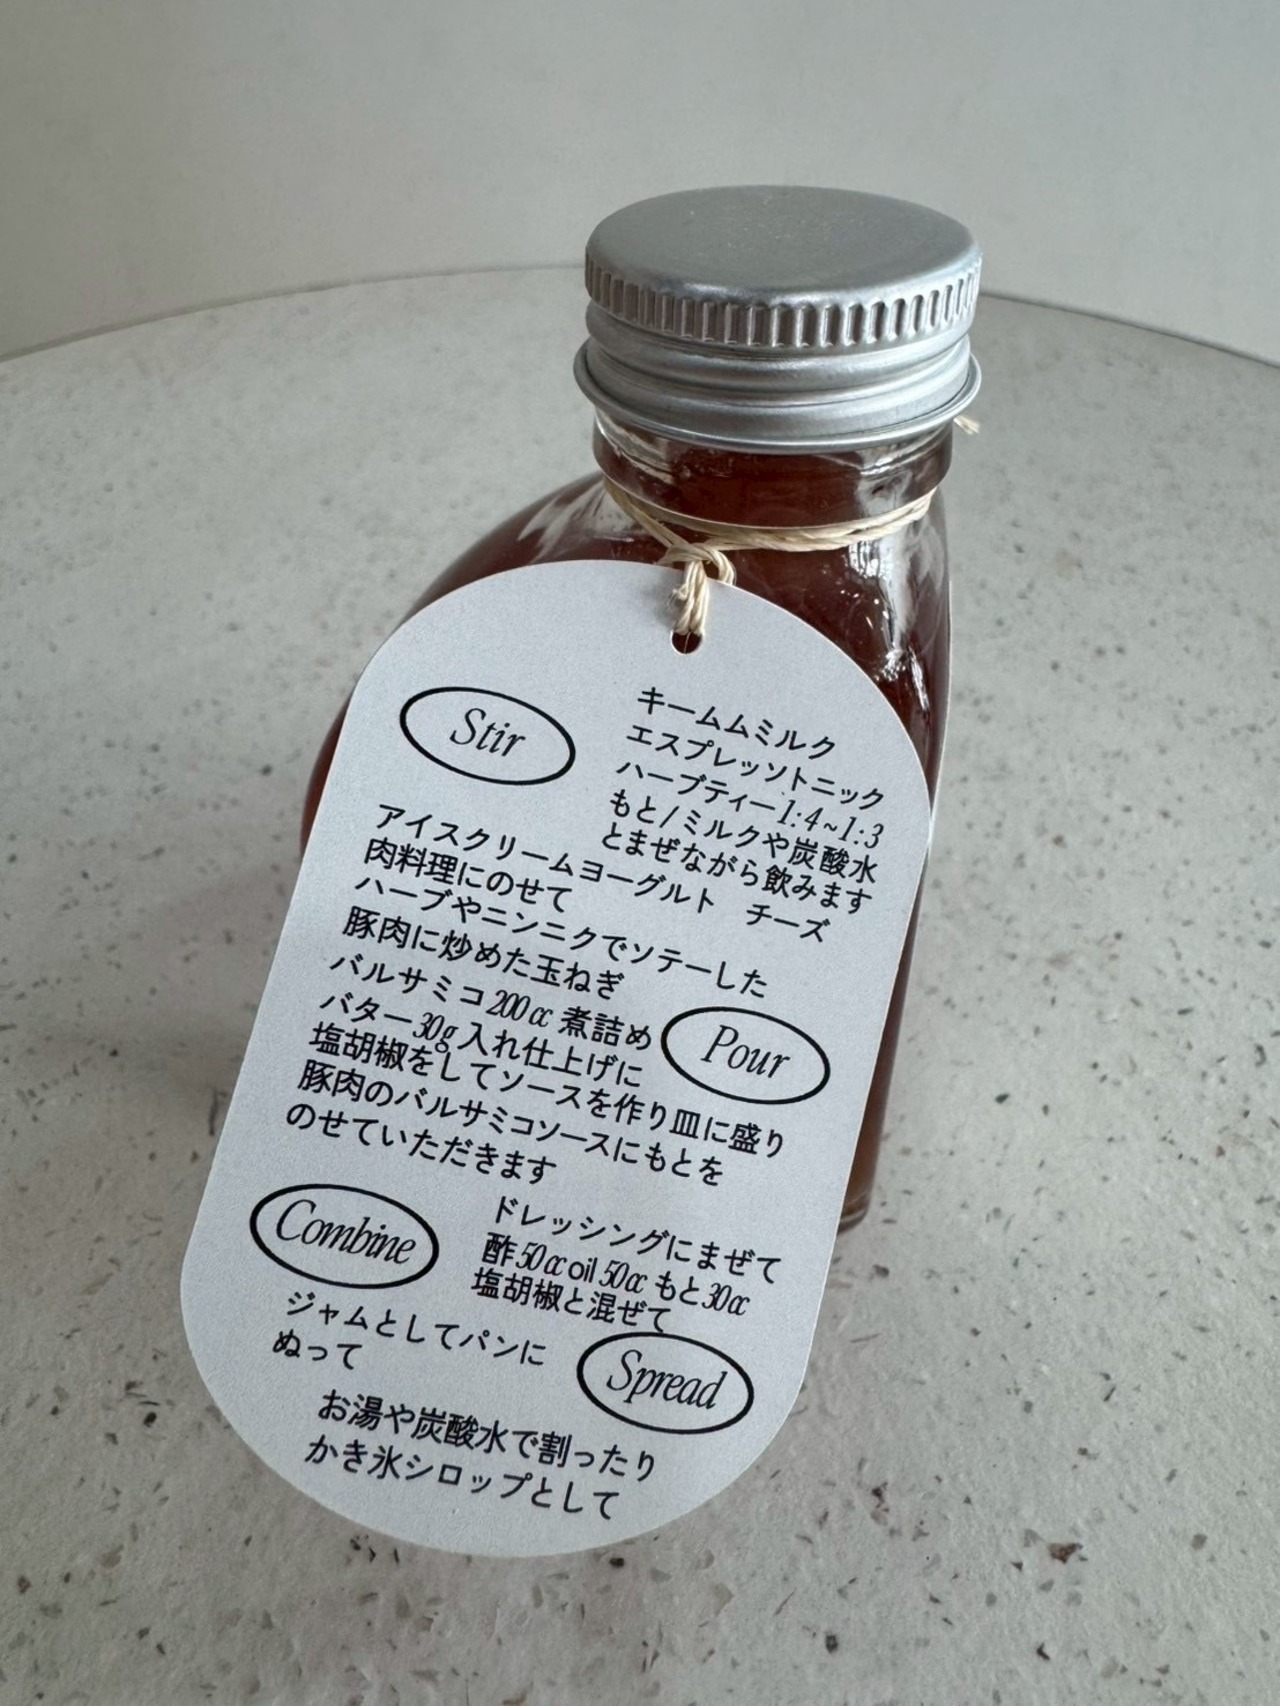 Stir
キームムミルク
エスプレッソトニック
ハーブティー1:4~1:3
もと/ミルクや炭酸水
とまぜながら飲みます
アイスクリームヨーグルト　チーズ
肉料理にのせて
ハーブやニンニクでソテーした
豚肉に炒めた玉ねぎ
バルサミコ200cc煮詰め
バター30g入れ仕上げに
塩胡椒をしてソースを作り皿に盛り
豚肉のバルサミコソースにもとを
のせていただきます
Pour
Combine
ドレッシングにまぜて
酢50cc oil 50cc もと30cc
塩胡椒と混ぜて
ジャムとしてパンに
ぬって
Spread
お湯や炭酸水で割ったり
かき氷シロップとして